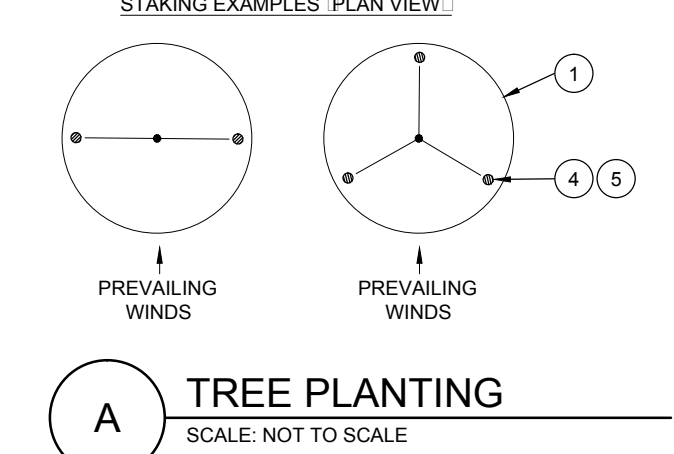 STAKING EXAMPLES PLAN VIEW
1
4 5
PREVAILING
WINDS
PREVAILING
WINDS
A
TREE PLANTING
SCALE: NOT TO SCALE